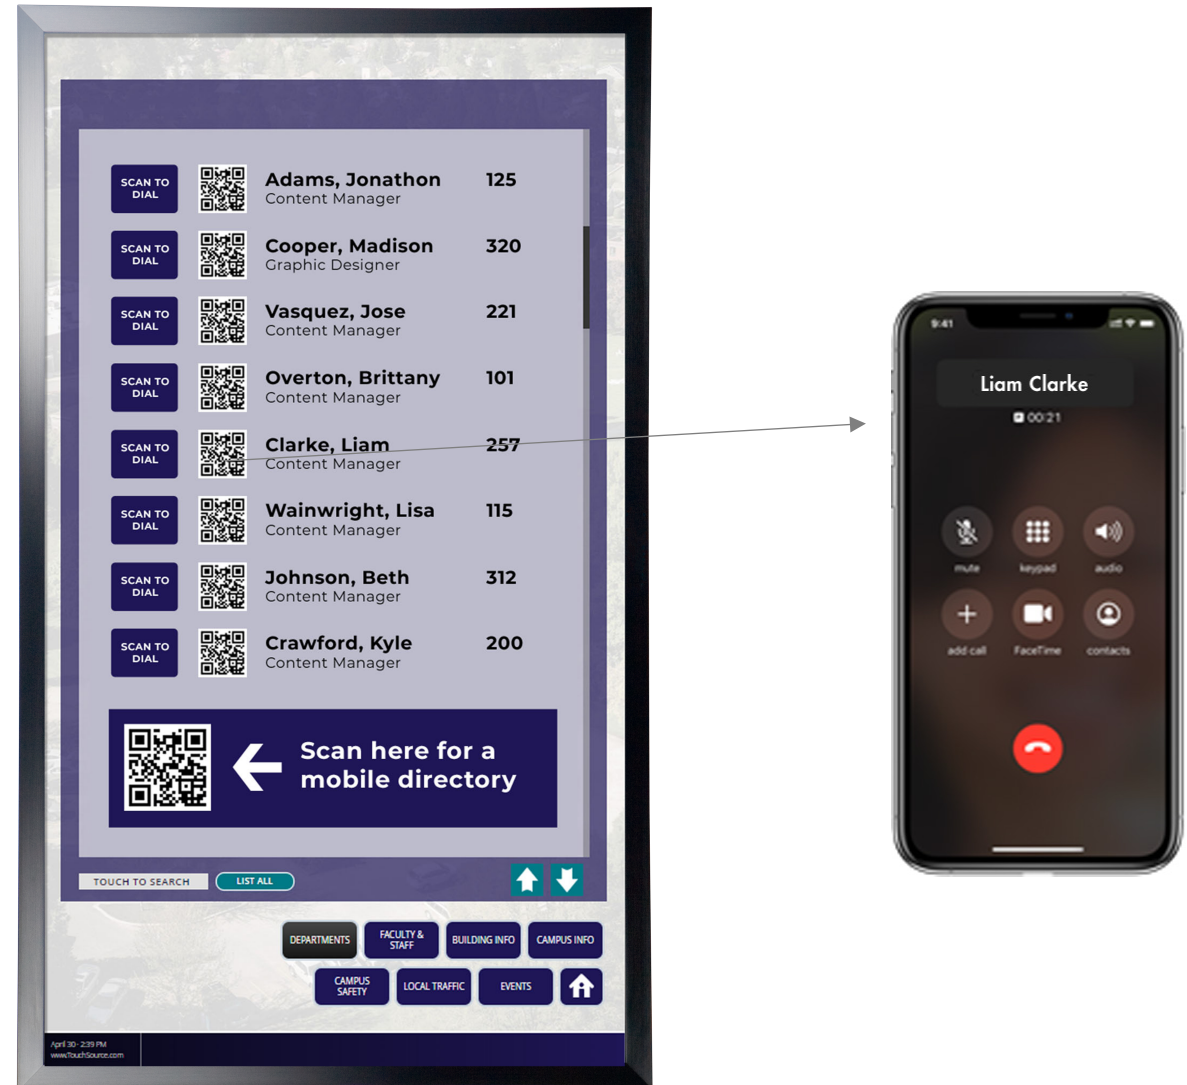 SCAN TO
DIAL
Adams, Jonathon 125
Content Manager
SCAN TO
DIAL
Cooper, Madison 320
Graphic Designer
SCAN TO
DIAL
Vasquez, Jose 221
Content Manager
SCAN TO
DIAL
Overton, Brittany 101
Content Manager
SCAN TO
DIAL
Clarke, Liam 257
Content Manager
SCAN TO
DIAL
Wainwright, Lisa 115
Content Manager
SCAN TO
DIAL
Johnson, Beth 312
Content Manager
SCAN TO
DIAL
Crawford, Kyle 200
Content Manager
Scan here for a
mobile directory
TOUCH TO SEARCH
LIST ALL
DEPARTMENTS
FACULTY &
STAFF
BUILDING INFO
CAMPUS INFO
CAMPUS
SAFETY
LOCAL TRAFFIC
EVENTS
April 30 - 2:39 PM
www.TouchSource.com
9:41
Liam Clarke
00:21
mute
keypad
audio
add call
FaceTime
contacts